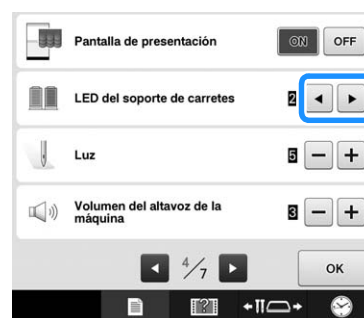 Pantalla de presentación ON OFF
LED del soporte de carretes 2
Luz 5 − +
Volumen del altavoz de la
máquina 3 − +
4/7 OK
?